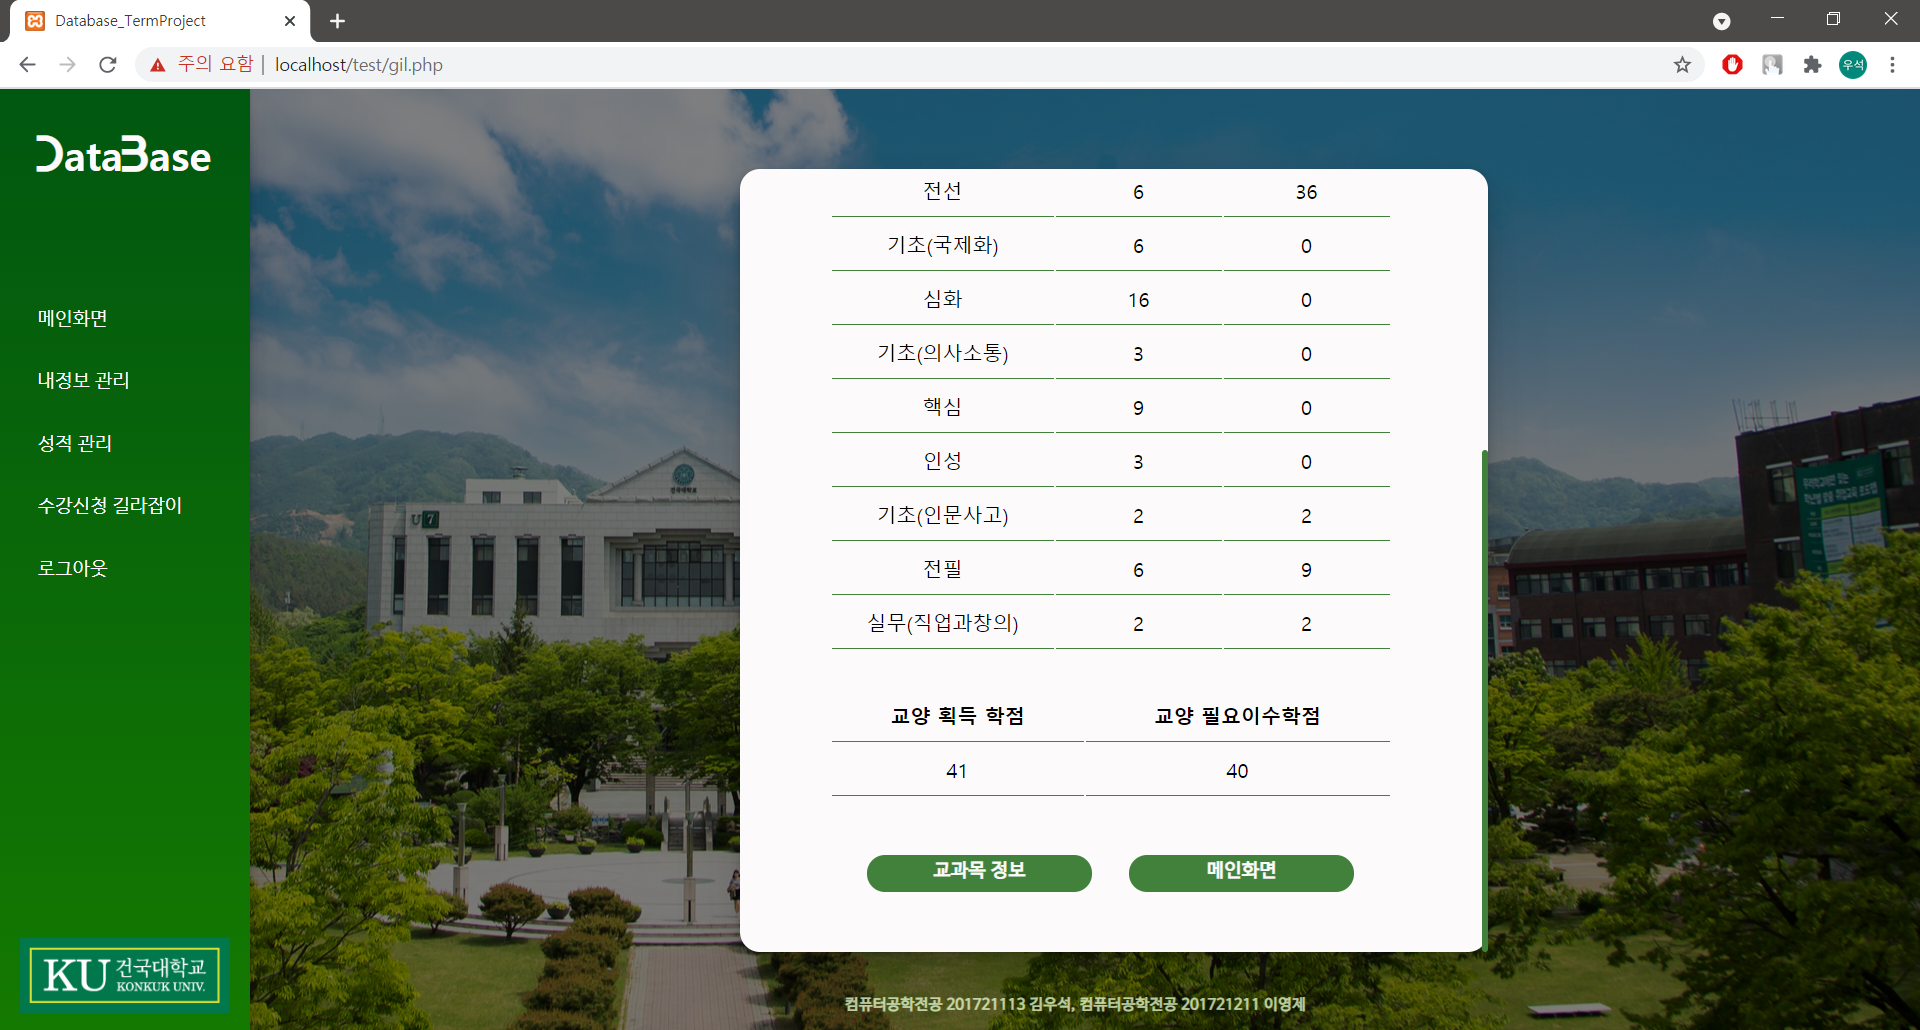 Database_TermProject
주의 요함 | localhost/test/gil.php
우석
DataBase
메인화면
내정보 관리
성적 관리
수강신청 길라잡이
로그아웃
KU 건국대학교
KONKUK UNIV.
전선 6 36
기초(국제화) 6 0
심화 16 0
기초(의사소통) 3 0
핵심 9 0
인성 3 0
기초(인문사고) 2 2
전필 6 9
실무(직업과창의) 2 2
교양 획득 학점 교양 필요이수학점
41 40
교과목 정보 메인화면
U 7
건국대학교
컴퓨터공학전공 201721113 김우석, 컴퓨터공학전공 201721211 이영제